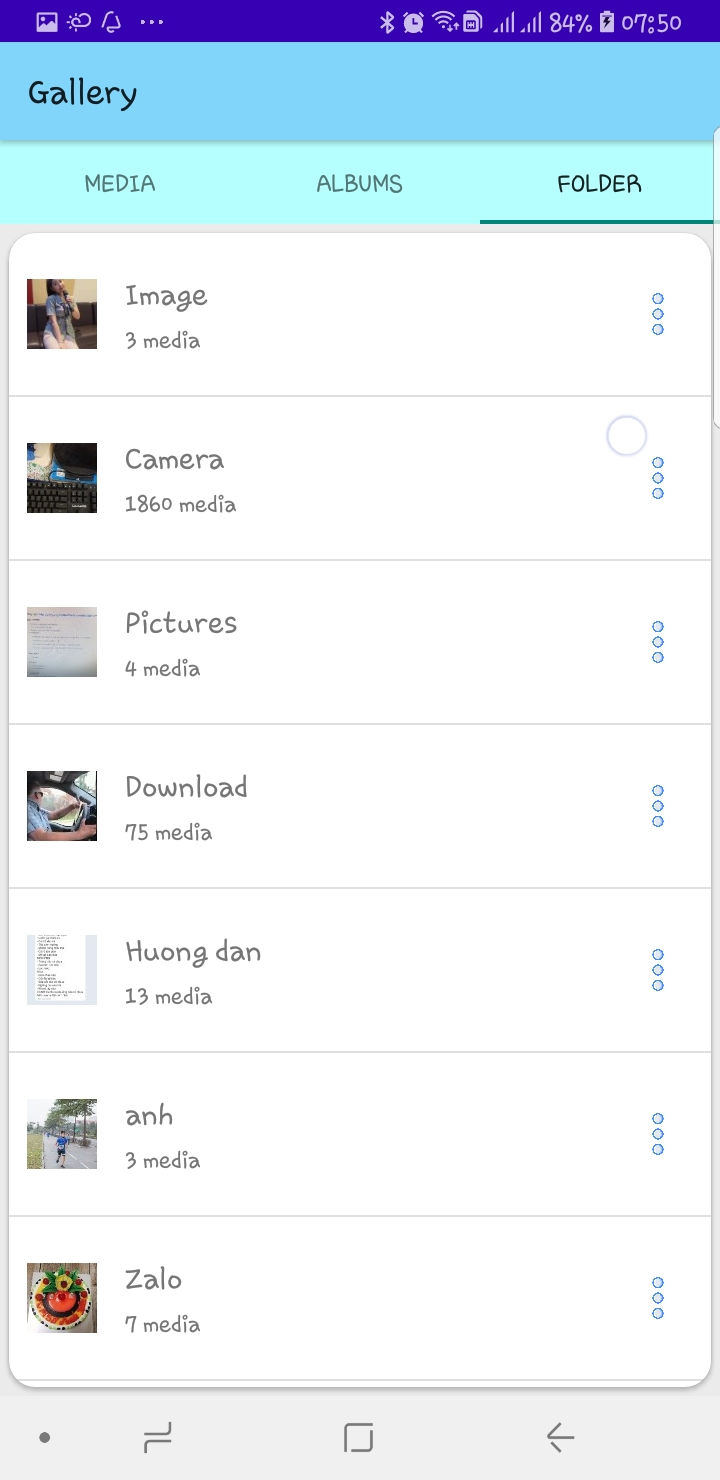 84% 07:50
Gallery
MEDIA ALBUMS FOLDER
Image
3 media
Camera
1860 media
Pictures
4 media
Download
75 media
Huong dan
13 media
anh
3 media
Zalo
7 media